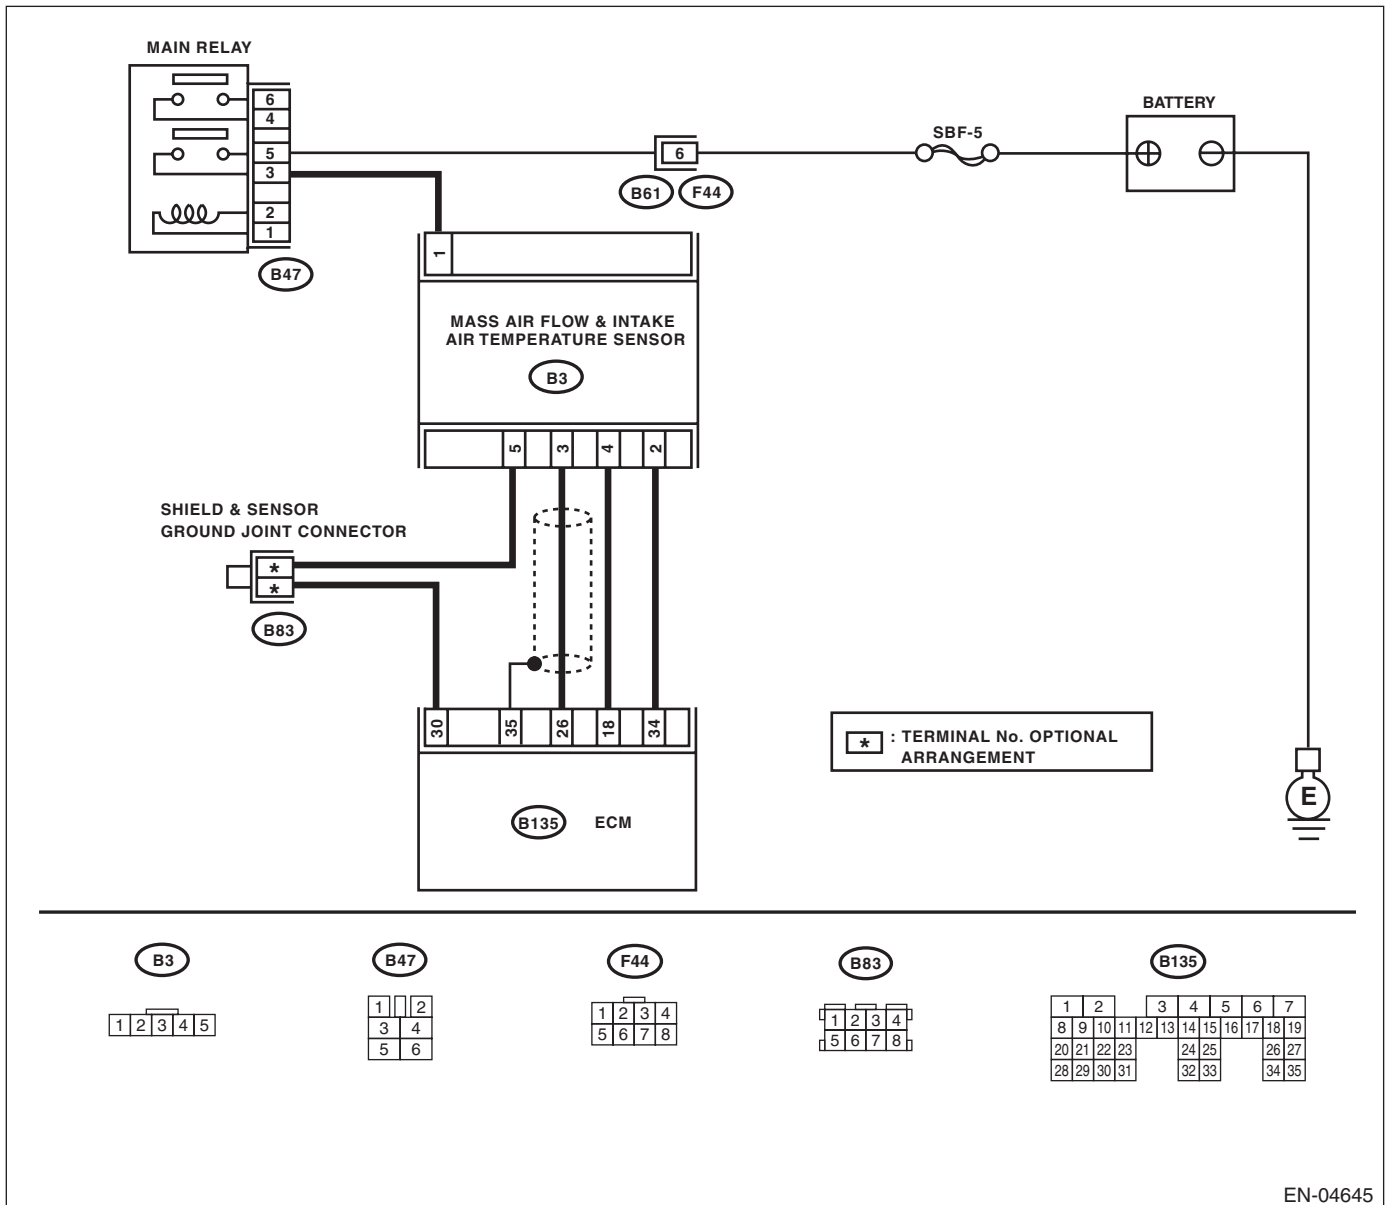 MAIN RELAY
6
4
5
3
2
1
B47
6
B61 F44
SBF-5
BATTERY
1
MASS AIR FLOW & INTAKE
AIR TEMPERATURE SENSOR
B3
5 3 4 2
SHIELD & SENSOR
GROUND JOINT CONNECTOR
*
*
B83
30 35 26 18 34
B135 ECM
* : TERMINAL No. OPTIONAL
ARRANGEMENT
E
B3
1 2 3 4 5
B47
1 2
3 4
5 6
F44
1 2 3 4
5 6 7 8
B83
1 2 3 4
5 6 7 8
B135
1 2 3 4 5 6 7
8 9 10 11 12 13 14 15 16 17 18 19
20 21 22 23 24 25 26 27
28 29 30 31 32 33 34 35
EN-04645